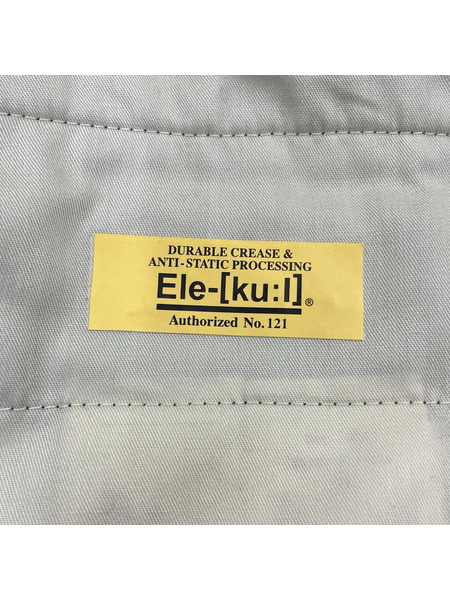 DURABLE CREASE &
ANTI-STATIC PROCESSING
Ele-[ku:l]®
Authorized No. 121